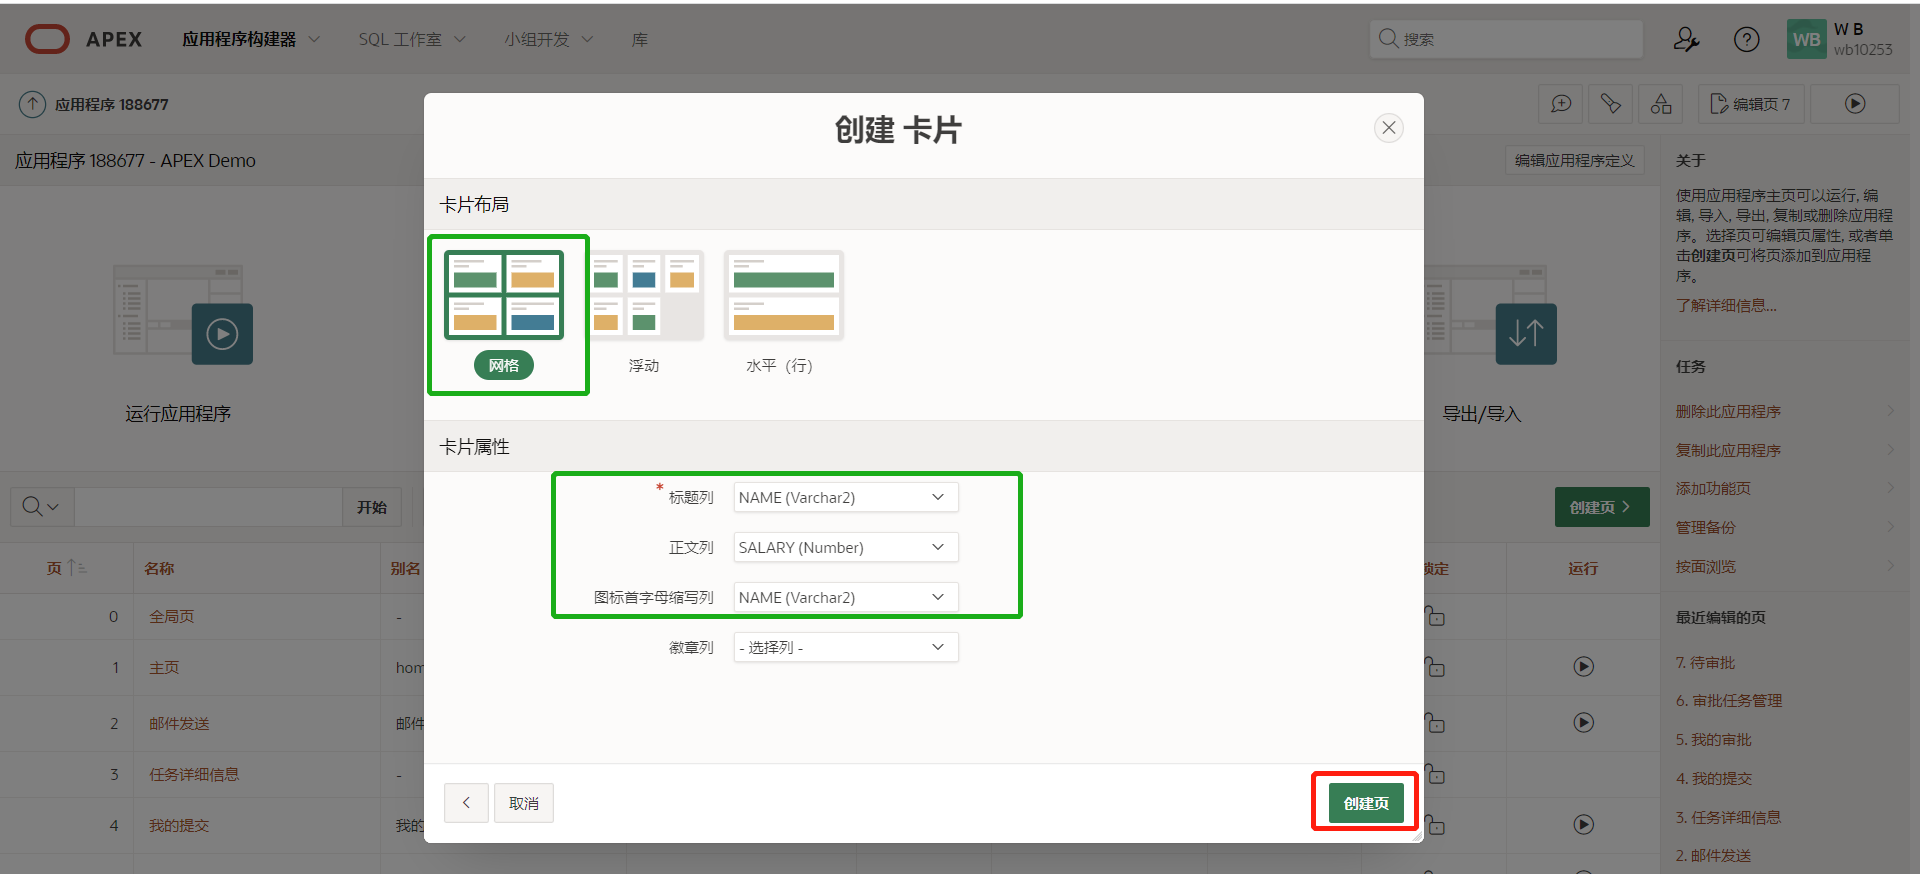 APEX
应用程序构建器
SQL 工作室
小组开发
库
搜索
WB
W B
wb10253
应用程序 188677
编辑页 7
应用程序 188677 - APEX Demo
编辑应用程序定义
运行应用程序
导出/导入
开始
创建页
页
名称
别名
锁定
运行
0
全局页
-
1
主页
hom
2
邮件发送
邮件
3
任务详细信息
-
4
我的提交
我的
创建 卡片
卡片布局
网格
浮动
水平 (行)
卡片属性
* 标题列
NAME (Varchar2)
正文列
SALARY (Number)
图标首字母缩写列
NAME (Varchar2)
徽章列
- 选择列 -
取消
创建页
关于
使用应用程序主页可以运行, 编
辑, 导入, 导出, 复制或删除应用程
序。选择页可编辑页属性, 或者单
击创建页可将页添加到应用程
序。
了解详细信息...
任务
删除此应用程序
复制此应用程序
添加功能页
管理备份
按页面浏览
最近编辑的页
7. 待审批
6. 审批任务管理
5. 我的审批
4. 我的提交
3. 任务详细信息
2. 邮件发送